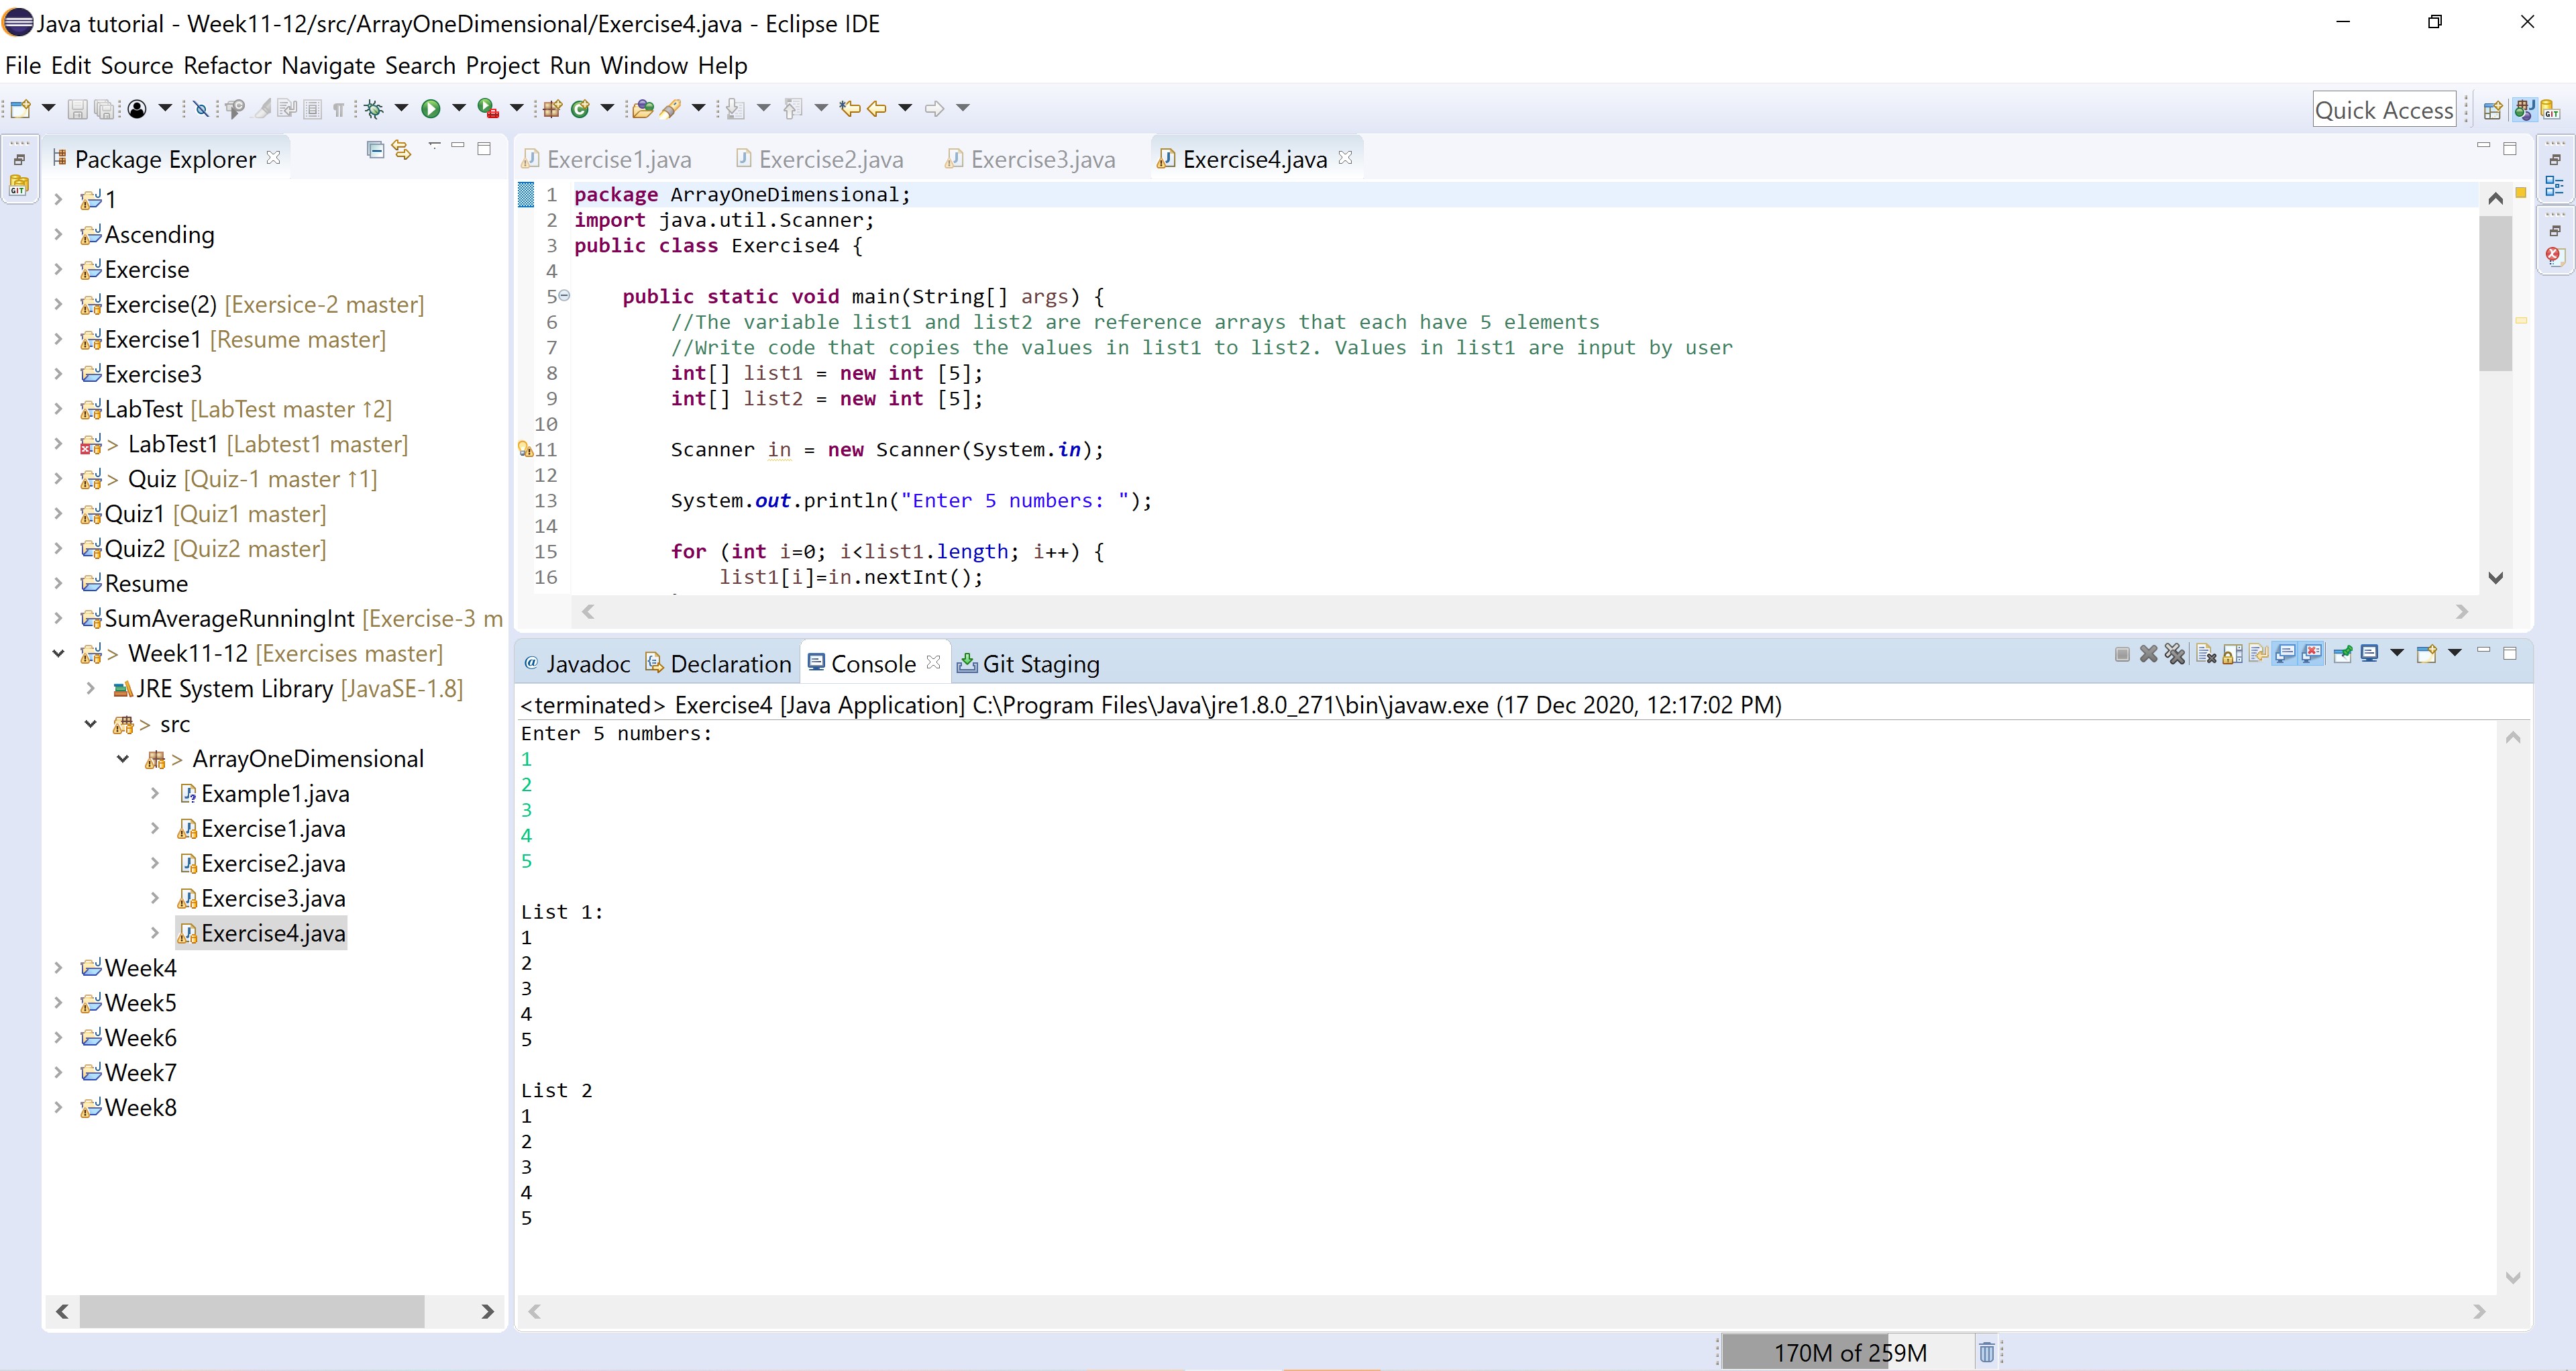 Java tutorial - Week11-12/src/ArrayOneDimensional/Exercise4.java - Eclipse IDE
File Edit Source Refactor Navigate Search Project Run Window Help
Quick Access
Package Explorer
1
Ascending
Exercise
Exercise(2) [Exersice-2 master]
Exercise1 [Resume master]
Exercise3
LabTest [LabTest master ↑2]
> LabTest1 [Labtest1 master]
> Quiz [Quiz-1 master ↑1]
Quiz1 [Quiz1 master]
Quiz2 [Quiz2 master]
Resume
SumAverageRunningInt [Exercise-3 m
> Week11-12 [Exercises master]
JRE System Library [JavaSE-1.8]
> src
> ArrayOneDimensional
Example1.java
Exercise1.java
Exercise2.java
Exercise3.java
Exercise4.java
Week4
Week5
Week6
Week7
Week8
Exercise1.java Exercise2.java Exercise3.java Exercise4.java
1 package ArrayOneDimensional;
2 import java.util.Scanner;
3 public class Exercise4 {
4
5 public static void main(String[] args) {
6 //The variable list1 and list2 are reference arrays that each have 5 elements
7 //Write code that copies the values in list1 to list2. Values in list1 are input by user
8 int[] list1 = new int [5];
9 int[] list2 = new int [5];
10
11 Scanner in = new Scanner(System.in);
12
13 System.out.println("Enter 5 numbers: ");
14
15 for (int i=0; i<list1.length; i++) {
16 list1[i]=in.nextInt();
@ Javadoc Declaration Console Git Staging
<terminated> Exercise4 [Java Application] C:\Program Files\Java\jre1.8.0_271\bin\javaw.exe (17 Dec 2020, 12:17:02 PM)
Enter 5 numbers:
1
2
3
4
5
List 1:
1
2
3
4
5
List 2
1
2
3
4
5
170M of 259M